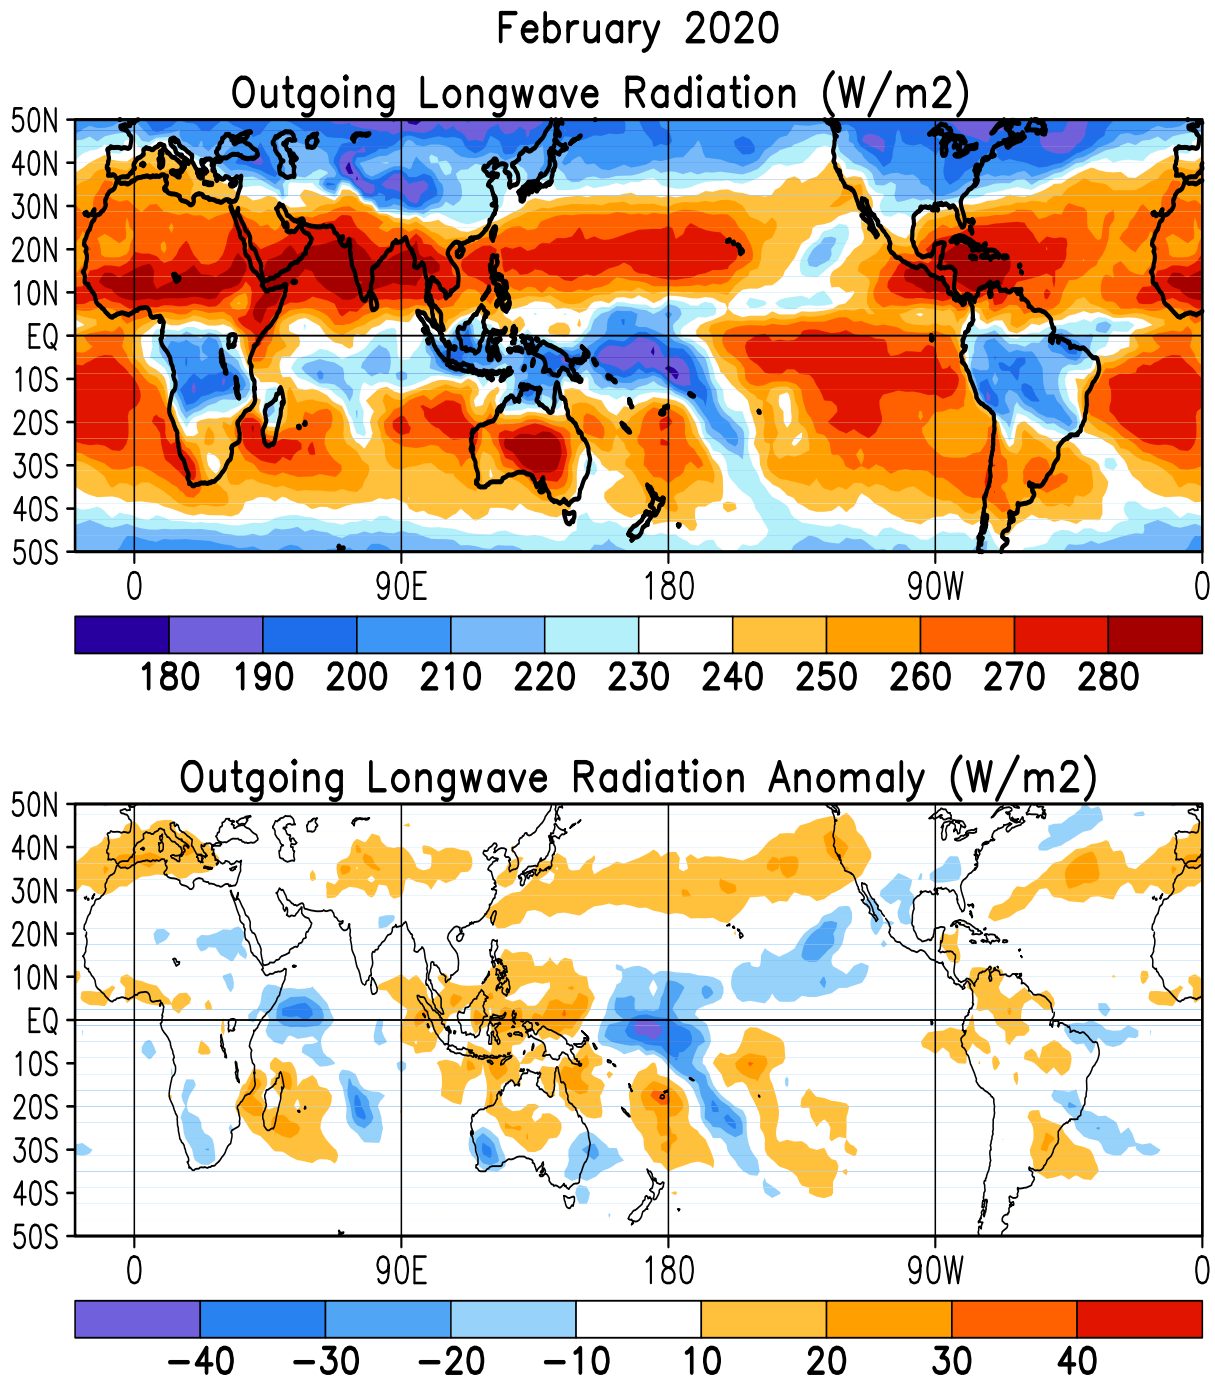 February 2020
Outgoing Longwave Radiation (W/m2)
50N
40N
30N
20N
10N
EQ
10S
20S
30S
40S
50S
0 90E 180 90W 0
180 190 200 210 220 230 240 250 260 270 280
Outgoing Longwave Radiation Anomaly (W/m2)
50N
40N
30N
20N
10N
EQ
10S
20S
30S
40S
50S
0 90E 180 90W 0
−40 −30 −20 −10 10 20 30 40